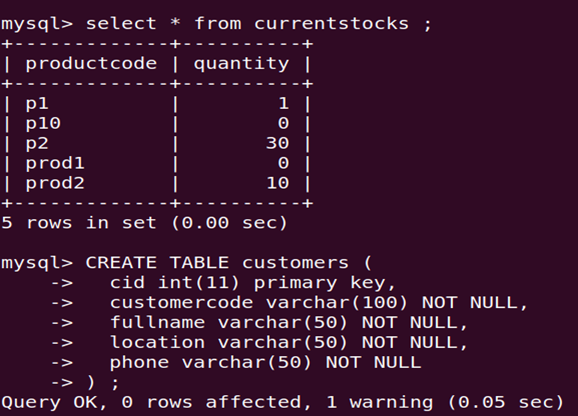 mysql> select * from currentstocks ;
+-------------+----------+
| productcode | quantity |
+-------------+----------+
| p1          |        1 |
| p10         |        0 |
| p2          |       30 |
| prod1       |        0 |
| prod2       |       10 |
+-------------+----------+
5 rows in set (0.00 sec)

mysql> CREATE TABLE customers (
    ->   cid int(11) primary key,
    ->   customercode varchar(100) NOT NULL,
    ->   fullname varchar(50) NOT NULL,
    ->   location varchar(50) NOT NULL,
    ->   phone varchar(50) NOT NULL
    -> ) ;
Query OK, 0 rows affected, 1 warning (0.05 sec)